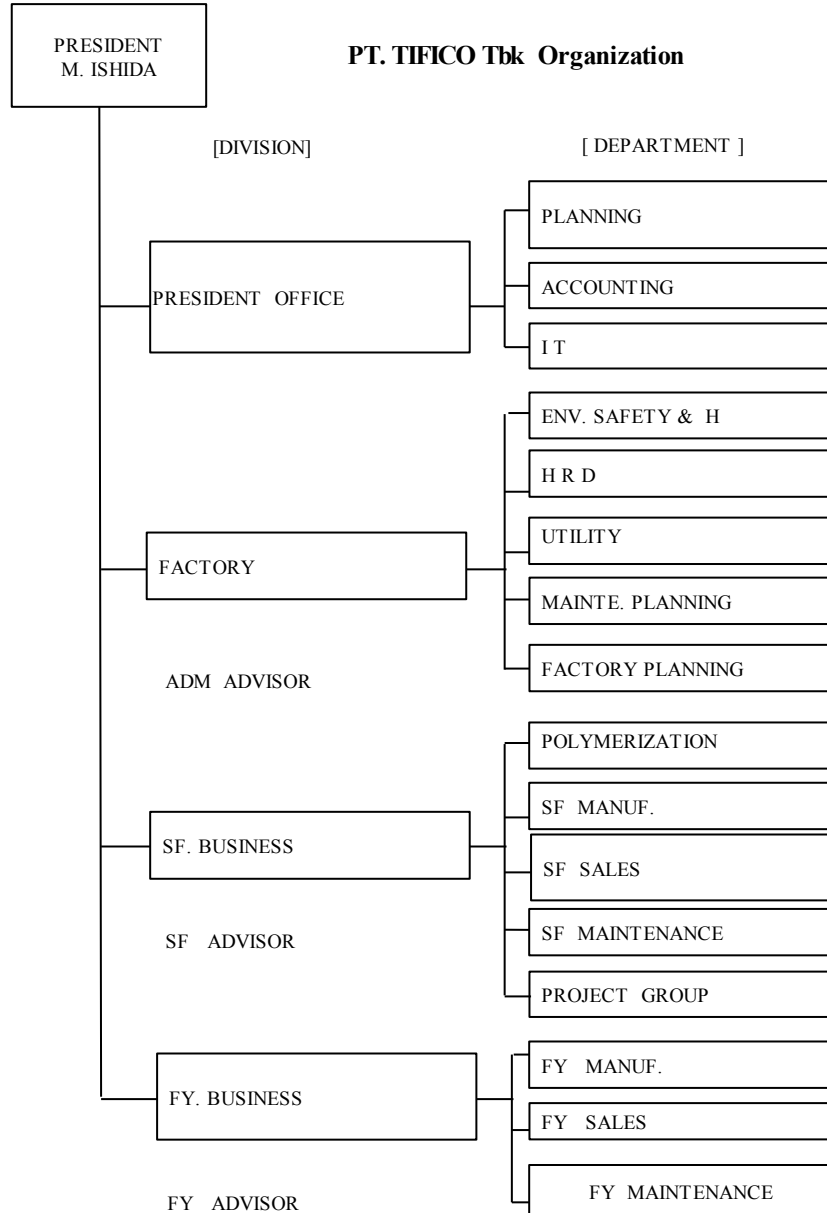 PRESIDENT
M. ISHIDA
PT. TIFICO Tbk Organization
[DIVISION]
[ DEPARTMENT ]
PRESIDENT OFFICE
PLANNING
ACCOUNTING
I T
FACTORY
ENV. SAFETY & H
H R D
UTILITY
MAINTE. PLANNING
FACTORY PLANNING
ADM ADVISOR
SF. BUSINESS
POLYMERIZATION
SF MANUF.
SF SALES
SF MAINTENANCE
PROJECT GROUP
SF ADVISOR
FY. BUSINESS
FY MANUF.
FY SALES
FY MAINTENANCE
FY ADVISOR